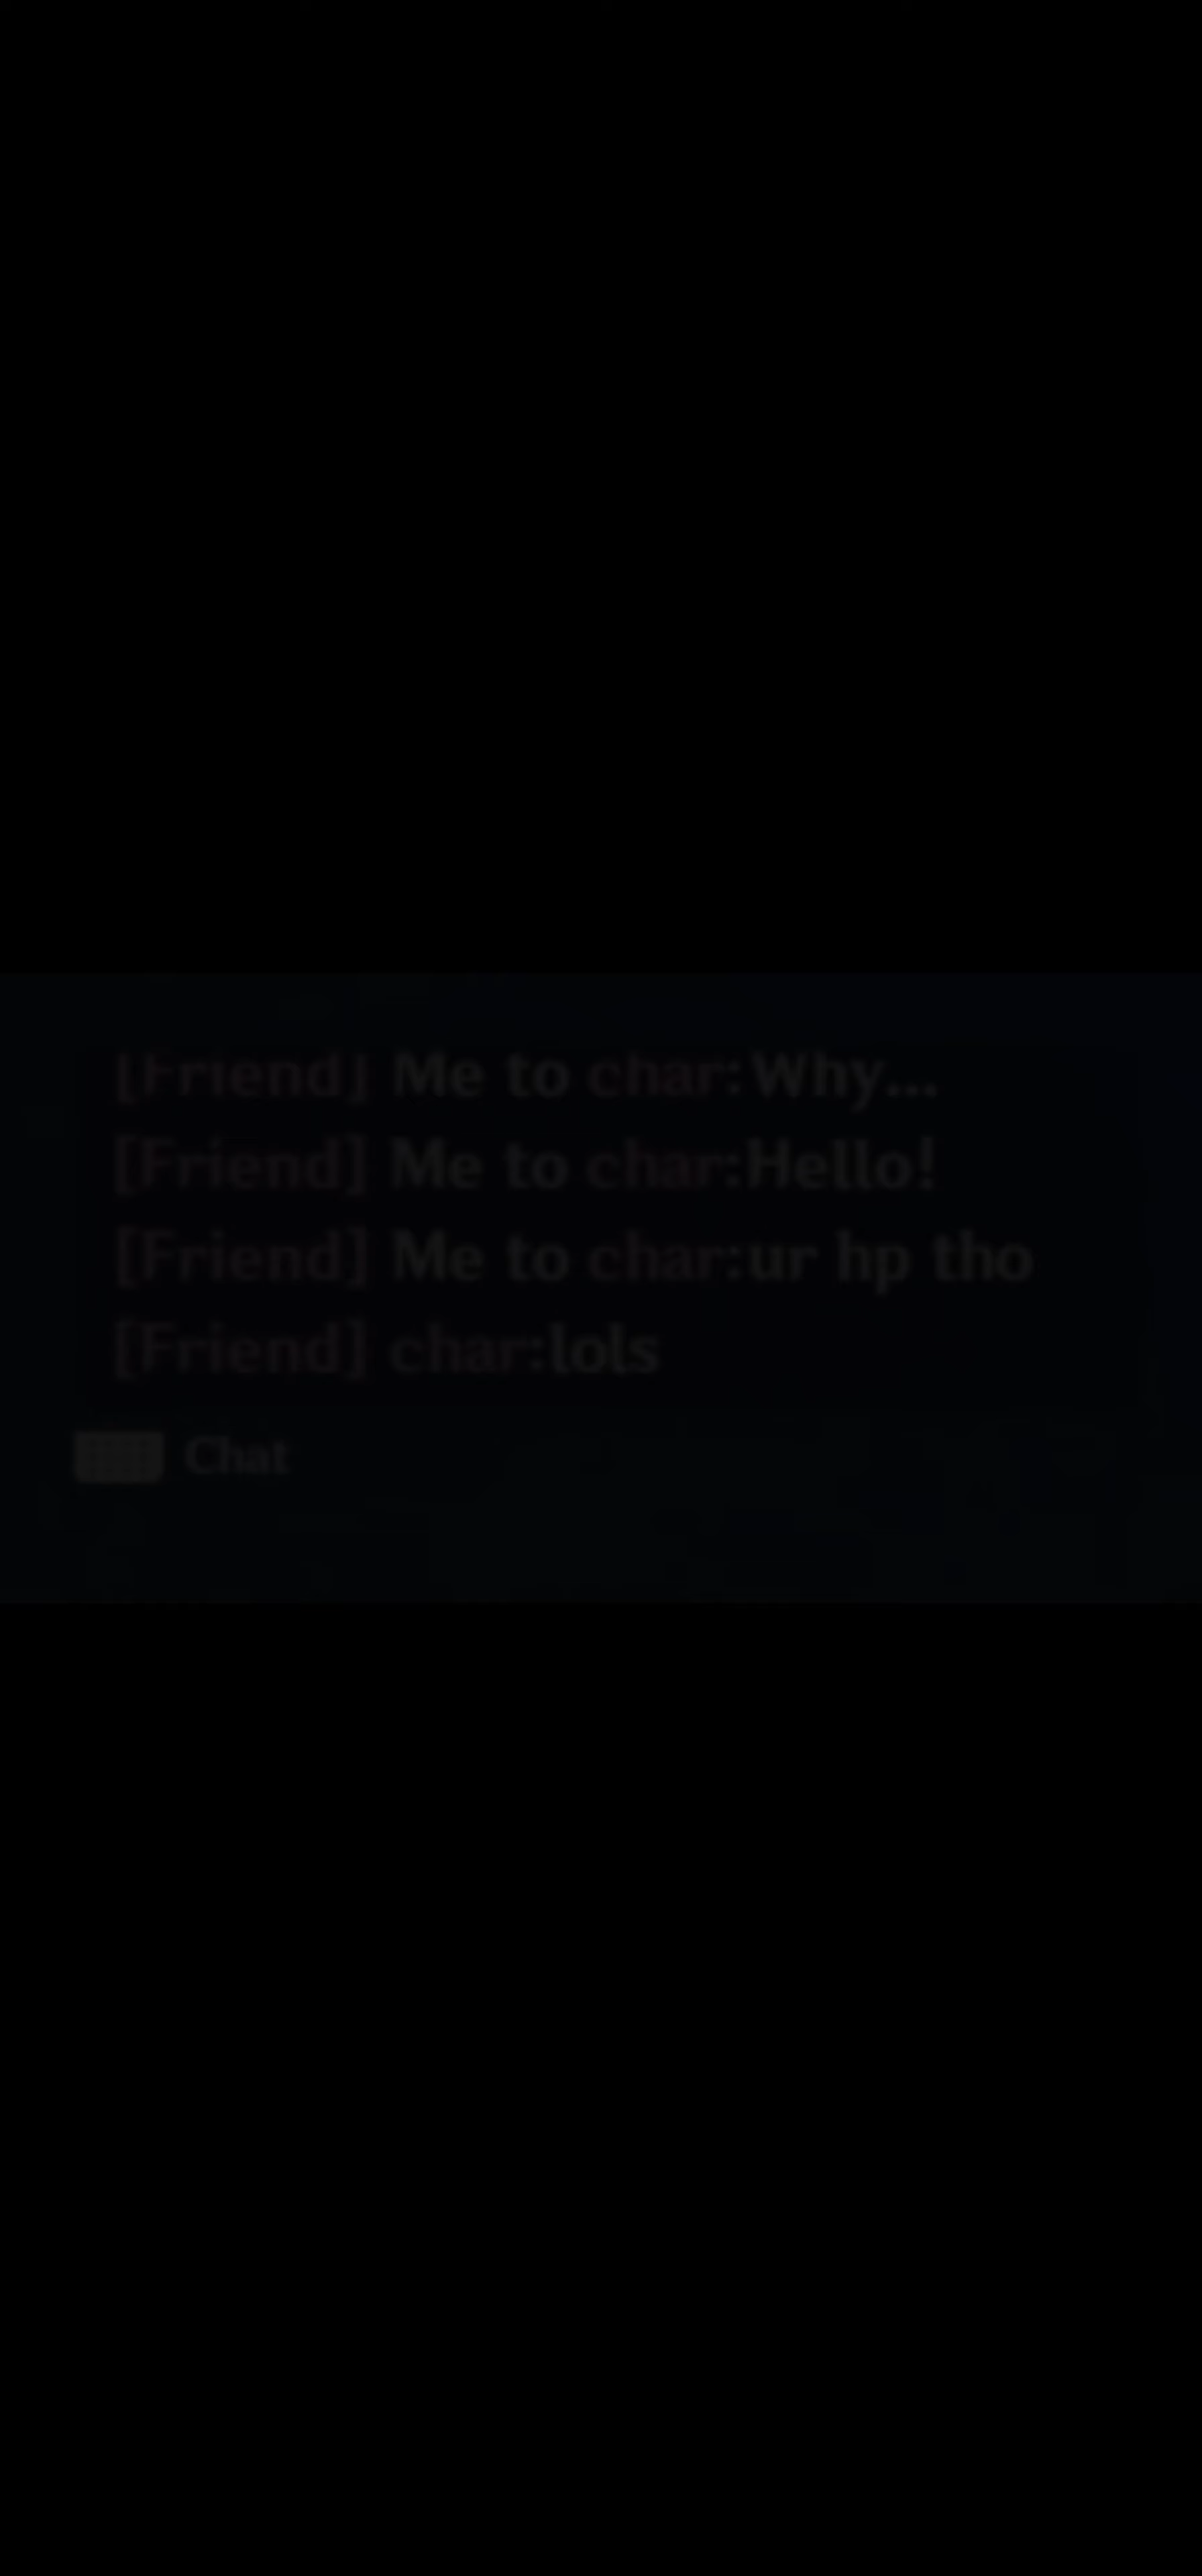 [Friend] Me to char:Why...
[Friend] Me to char:Hello!
[Friend] Me to char:ur hp tho
[Friend] char:lols
Chat